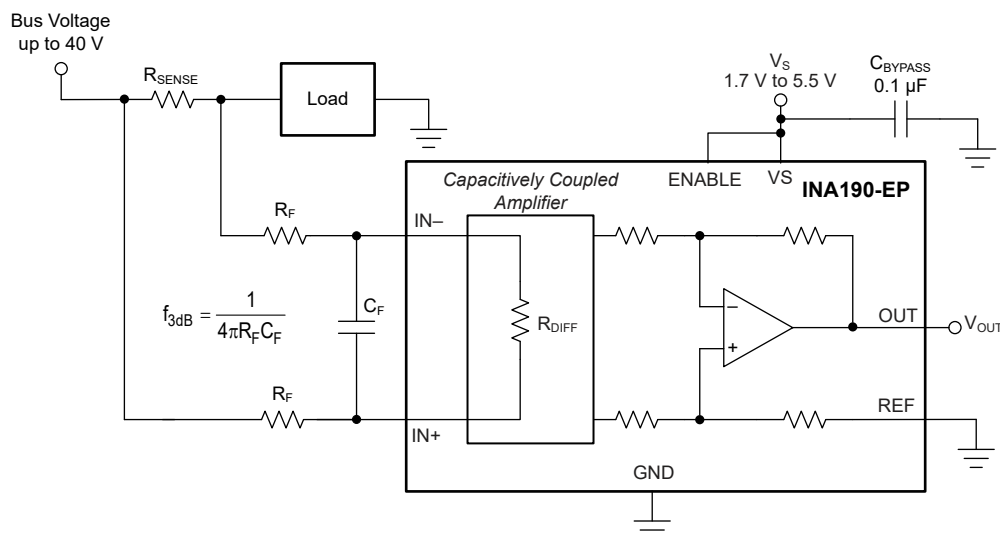 Bus Voltage
up to 40 V
RSENSE
Load
VS
1.7 V to 5.5 V
CBYPASS
0.1 µF
Capacitively Coupled
Amplifier
ENABLE
VS
INA190-EP
RF
IN–
f3dB = 1 / 4πRFCF
CF
RDIFF
–
+
OUT
VOUT
RF
IN+
REF
GND